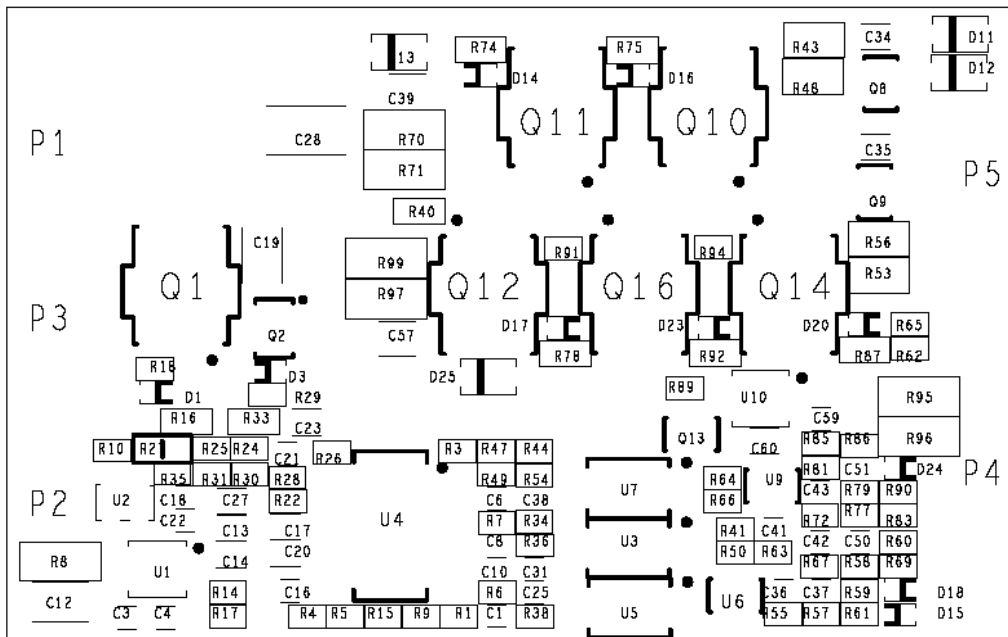 R74 R75 R43 C34 D11
13 D14 D16 R48 D12
C39 Q8
P1 C28 R70 Q11 Q10 C35
R71 P5
R40 Q9
C19 R99 R91 R94 R56
Q1 R97 Q12 Q16 Q14 R53
P3 Q2 C57 D17 D23 D20 R65
R78 R92 R87 R62
R18 D3 D25
D1 R29 R89 U10 R95
R16 R33 C23 C59
R10 R25 R24 R26 R3 R47 R44 Q13 C60 R85 R86 R96
C21
R35 R31 R30 R28 R49 R54 U7 R64 U9 R81 C51 D24 P4
P2 U2 C18 C27 R22 C6 C38 R66 C43 R79 R90
C22 U4 R7 R34 R72 R77 R83
C13 C17 C8 R36 U3 R41 C41 C42 C50 R60
R8 U1 C14 C20 C10 C31 R50 R63 R67 R58 R69
C12 R14 C16 R6 C25 U5 U6 C36 C37 R59 D18
C3 C4 R17 R4 R5 R15 R9 R1 C1 R38 R55 R57 R61 D15